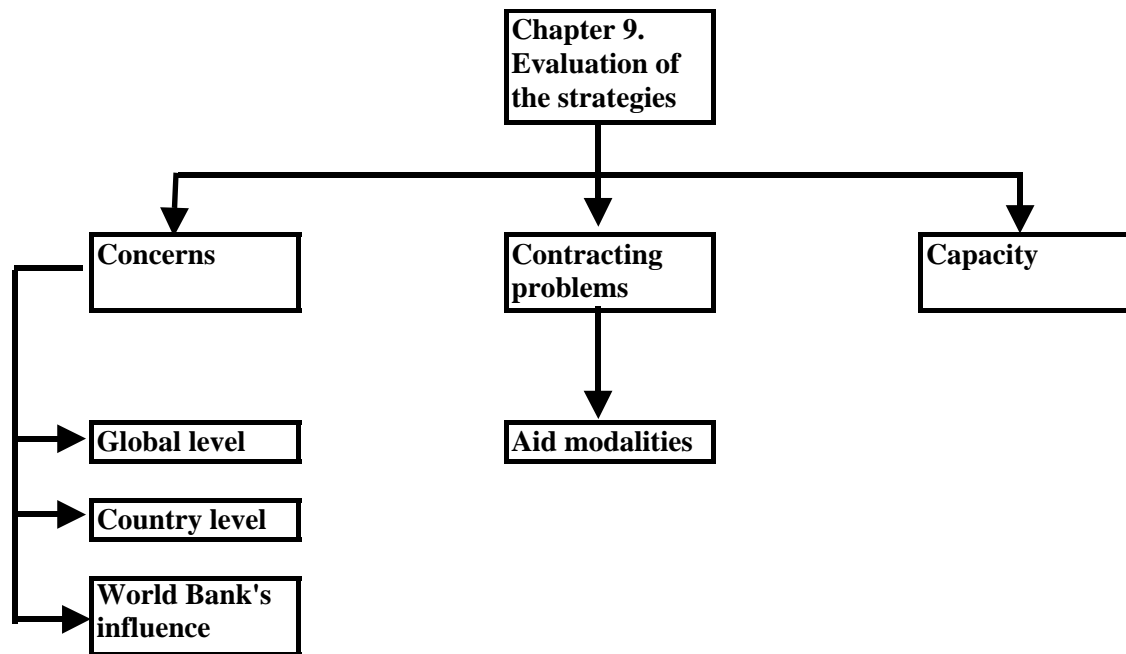 Chapter 9.
Evaluation of
the strategies
Concerns
Contracting
problems
Capacity
Global level
Aid modalities
Country level
World Bank's
influence